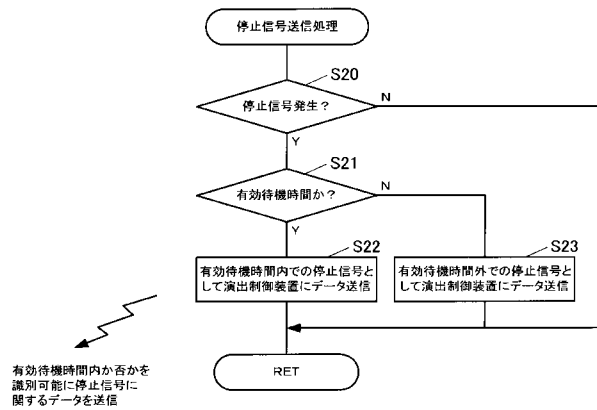 停止信号送信処理
S20
停止信号発生？
N
Y
S21
有効待機時間か？
N
Y
S22
有効待機時間内での停止信号と
して演出制御装置にデータ送信
S23
有効待機時間外での停止信号と
して演出制御装置にデータ送信
RET
有効待機時間内か否かを
識別可能に停止信号に
関するデータを送信